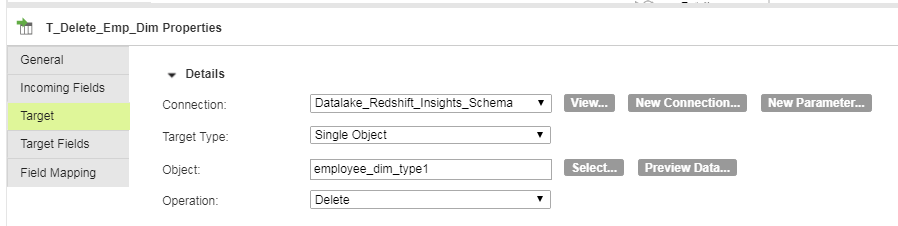 T_Delete_Emp_Dim Properties
General
Incoming Fields
Target
Target Fields
Field Mapping
Details
Connection: Datalake_Redshift_Insights_Schema View... New Connection... New Parameter...
Target Type: Single Object
Object: employee_dim_type1 Select... Preview Data...
Operation: Delete